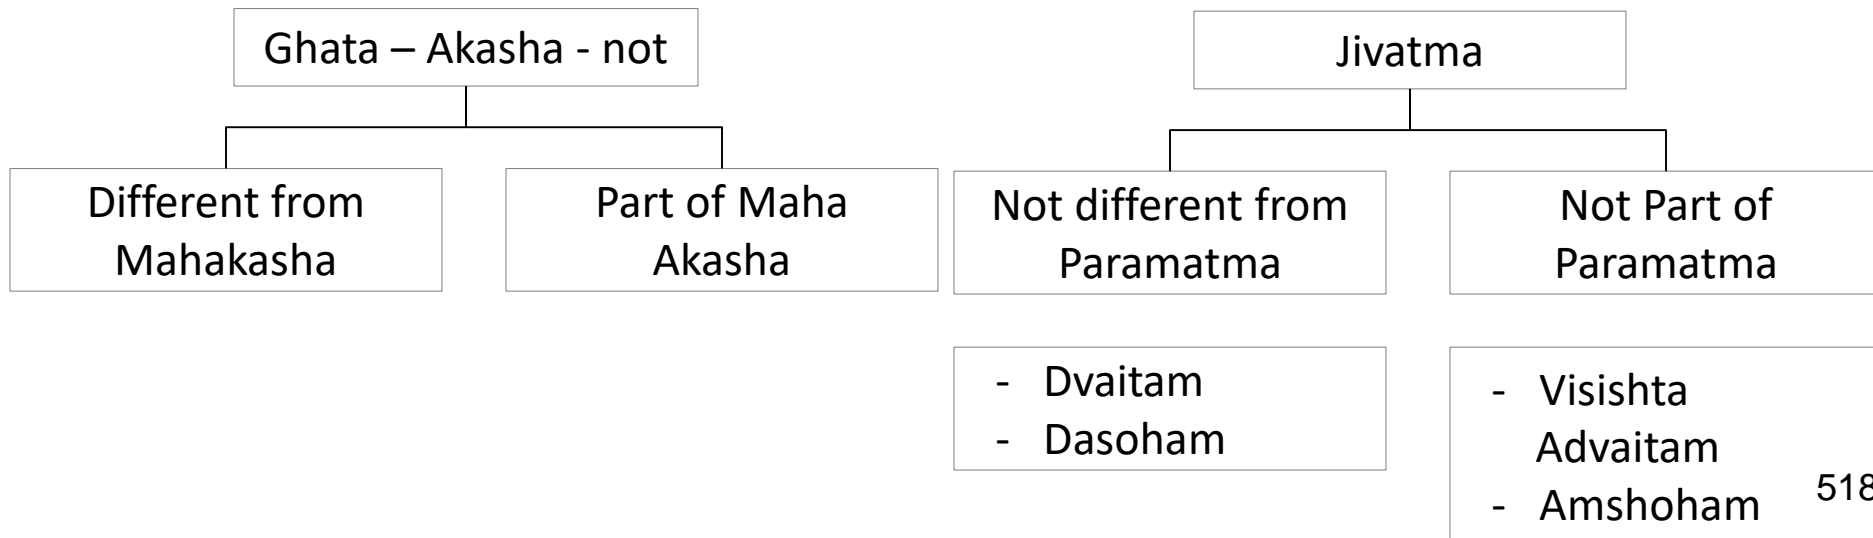 Ghata – Akasha - not
Different from
Mahakasha
Part of Maha
Akasha
Jivatma
Not different from
Paramatma
Not Part of
Paramatma
- Dvaitam
- Dasoham
- Visishta
Advaitam
- Amshoham
518